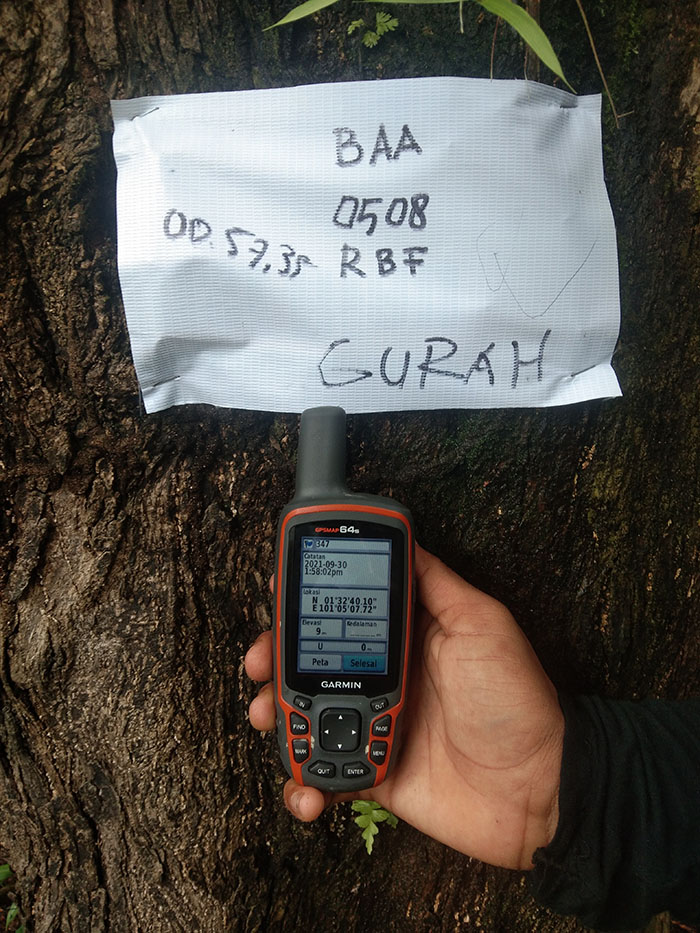 BAA
0508
OD. 57,35 RBF
GURAH
GPSMAP 64s
347
Catatan
2021-09-30
1:58:02pm
Lokasi
N 01°32'40.10"
E 101°05'07.72"
Elevasi Kedalaman
9m
U 0m
Peta Selesai
GARMIN
IN OUT
FIND PAGE
MARK MENU
QUIT ENTER